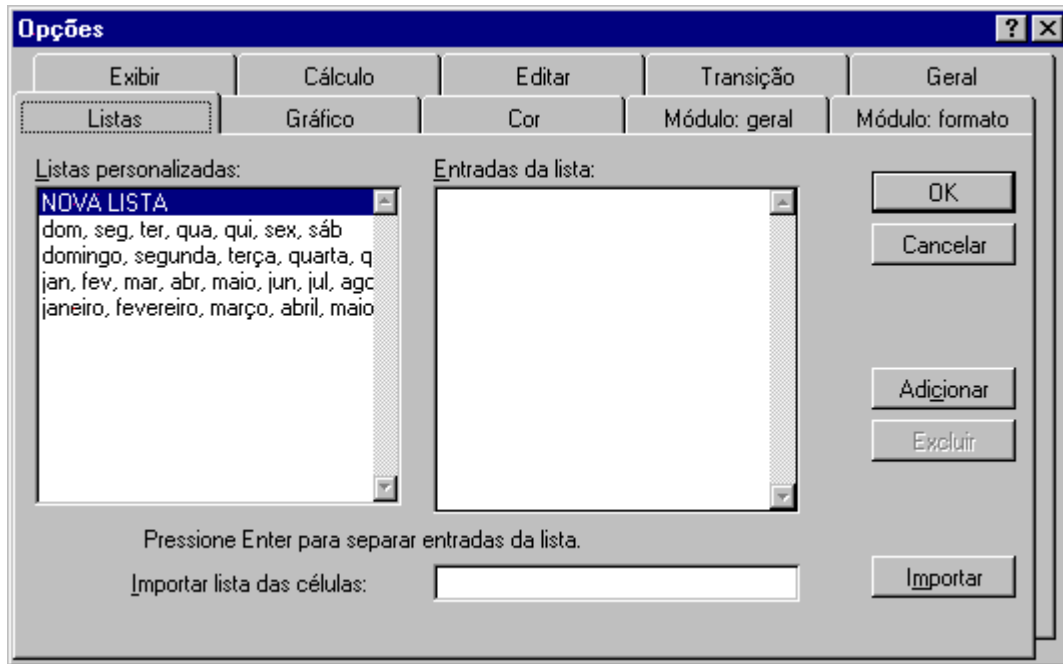 Opções
Exibir Cálculo Editar Transição Geral
Listas Gráfico Cor Módulo: geral Módulo: formato
Listas personalizadas:
NOVA LISTA
dom, seg, ter, qua, qui, sex, sáb
domingo, segunda, terça, quarta, q
jan, fev, mar, abr, maio, jun, jul, ago
janeiro, fevereiro, março, abril, maio
Entradas da lista:
OK
Cancelar
Adicionar
Excluir
Pressione Enter para separar entradas da lista.
Importar lista das células:
Importar